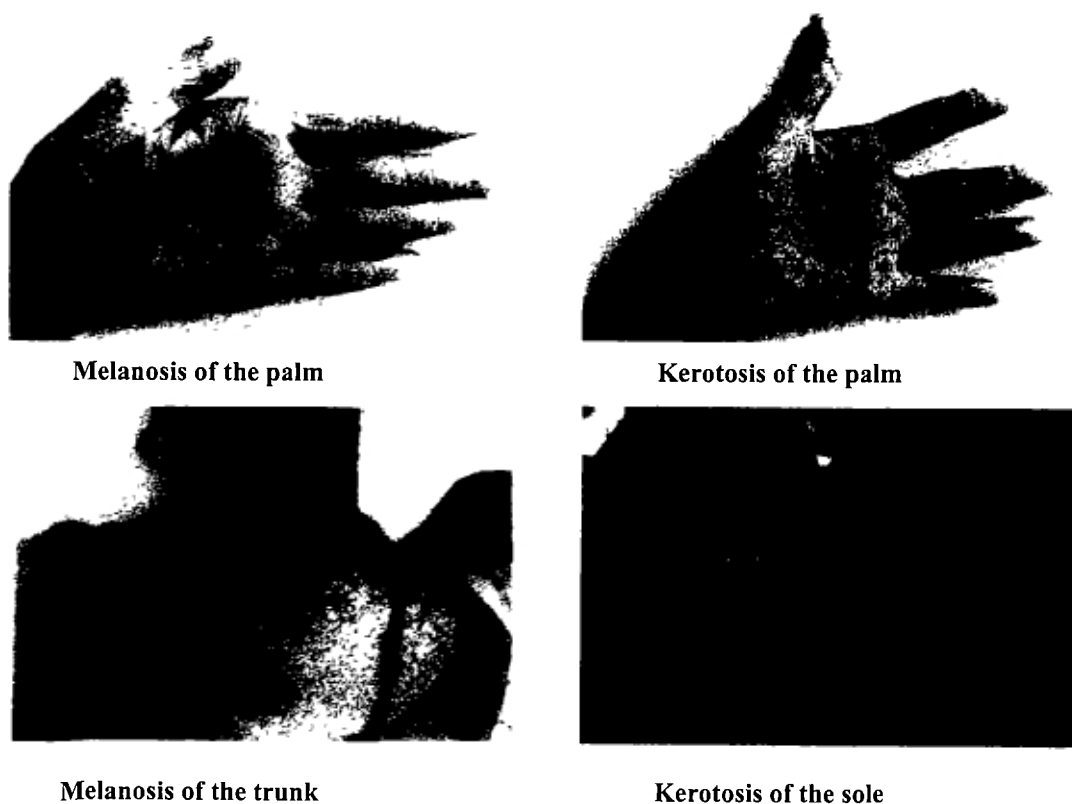 Melanosis of the palm
Kerotosis of the palm
Melanosis of the trunk
Kerotosis of the sole